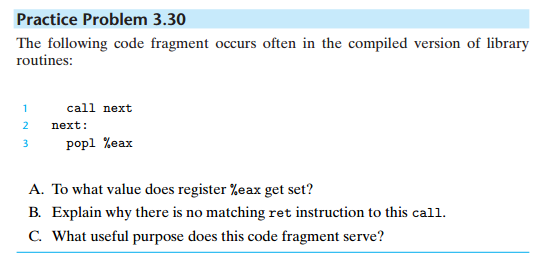 Practice Problem 3.30
The following code fragment occurs often in the compiled version of library
routines:
1 call next
2 next:
3 popl %eax
A. To what value does register %eax get set?
B. Explain why there is no matching ret instruction to this call.
C. What useful purpose does this code fragment serve?